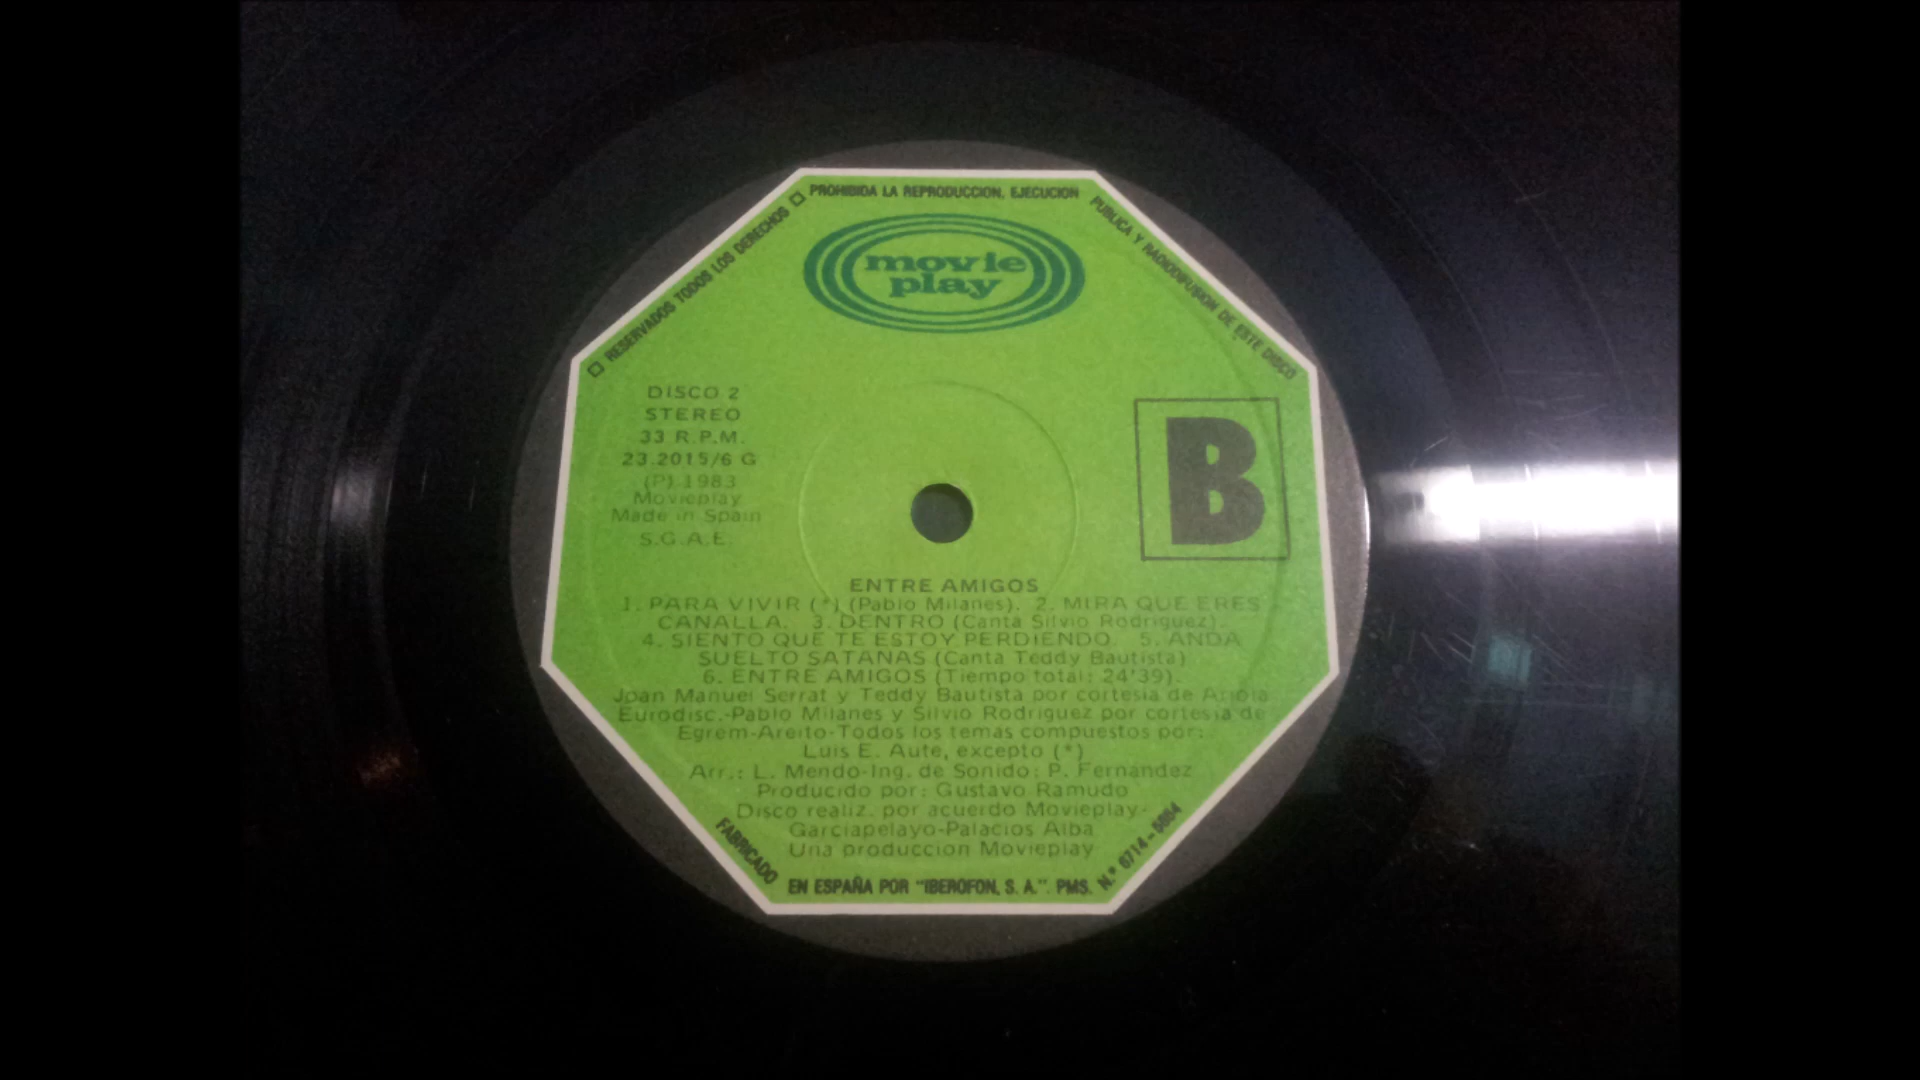 RESERVADOS TODOS LOS DERECHOS
PROHIBIDA LA REPRODUCCION, EJECUCION
PUBLICA Y RADIODIFUSION DE ESTE DISCO
movie
play
DISCO 2
STEREO
33 R.P.M.
23.2015/6 G
(P) 1983
Movieplay
Made in Spain
S.G.A.E.
B
ENTRE AMIGOS
1. PARA VIVIR (*) (Pablo Milanes). 2. MIRA QUE ERES
CANALLA. 3. DENTRO (Canta Silvio Rodriguez).
4. SIENTO QUE TE ESTOY PERDIENDO 5. ANDA
SUELTO SATANAS (Canta Teddy Bautista)
6. ENTRE AMIGOS (Tiempo total: 24'39).
Joan Manuel Serrat y Teddy Bautista por cortesia de Ariola
Eurodisc.-Pablo Milanes y Silvio Rodriguez por cortesia de
Egrem-Areito-Todos los temas compuestos por:
Luis E. Aute, excepto (*)
Arr.: L. Mendo-Ing. de Sonido: P. Fernandez
Producido por: Gustavo Ramudo
Disco realiz. por acuerdo Movieplay-
Garciapelayo-Palacios Alba
Una produccion Movieplay
FABRICADO
EN ESPAÑA POR "IBEROFON, S. A.". PMS.
N.º 6714 - 5884